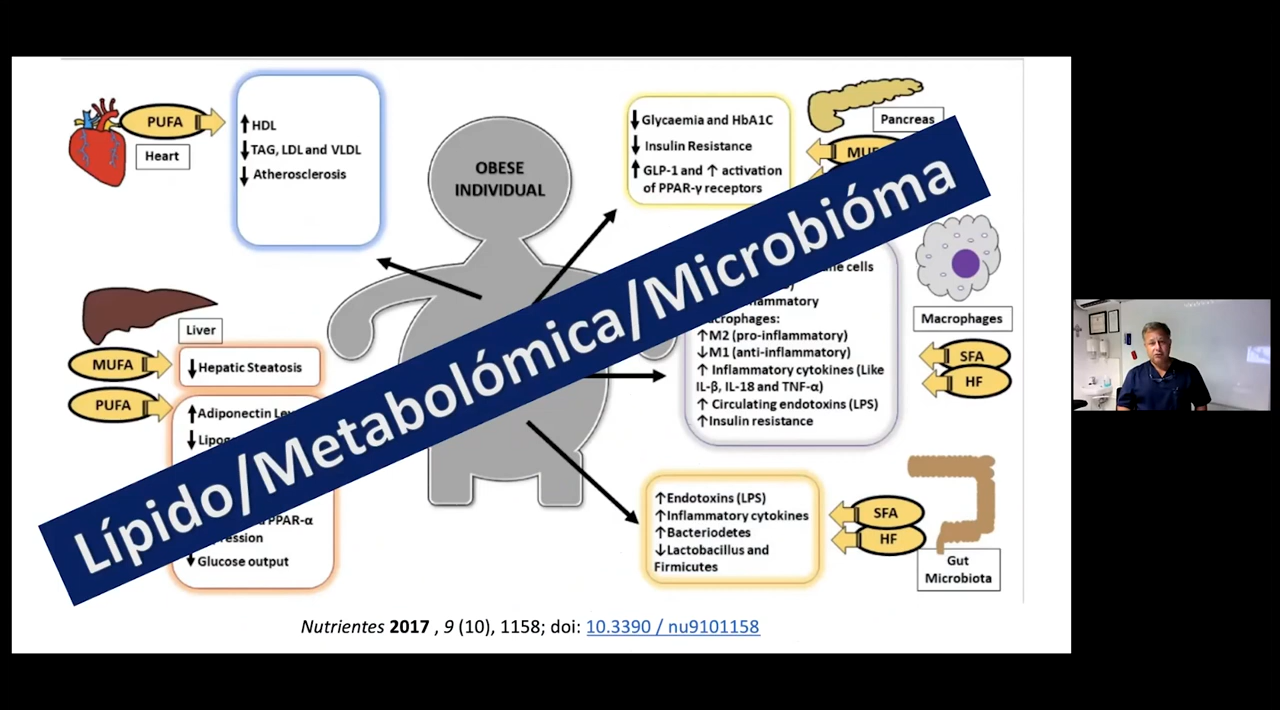 PUFA
Heart
↑HDL
↓TAG, LDL and VLDL
↓Atherosclerosis
OBESE
INDIVIDUAL
↓Glycaemia and HbA1C
↓Insulin Resistance
↑GLP-1 and ↑ activation
of PPAR-γ receptors
Pancreas
Lípido/Metabolómica/Microbióma
cells
Macrophages
↑M2 (pro-inflammatory)
↓M1 (anti-inflammatory)
↑ Inflammatory cytokines (Like
IL-β, IL-18 and TNF-α)
↑ Circulating endotoxins (LPS)
↑Insulin resistance
SFA
HF
Liver
MUFA
↓Hepatic Steatosis
PUFA
↑Adiponectin
PPAR-α
↓Glucose output
↑Endotoxins (LPS)
↑Inflammatory cytokines
↑Bacteriodetes
↓Lactobacillus and
Firmicutes
SFA
HF
Gut
Microbiota
Nutrientes 2017 , 9 (10), 1158; doi: 10.3390 / nu9101158